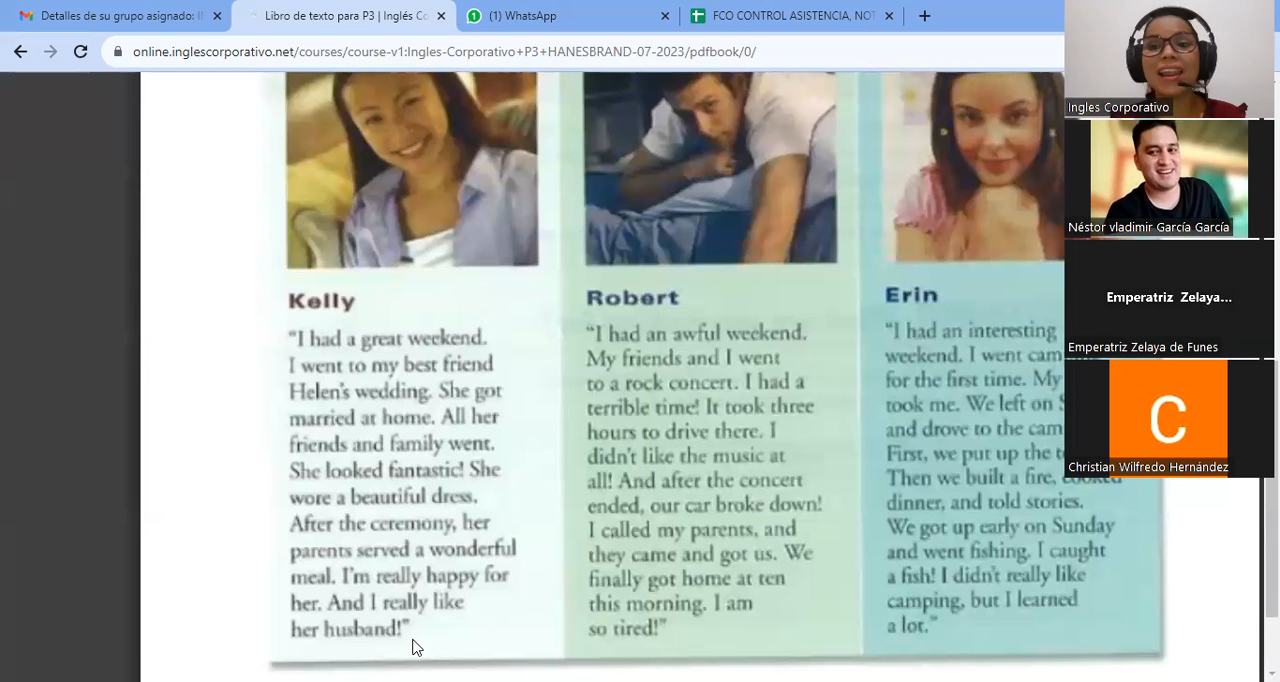 Detalles de su grupo asignado: I
Libro de texto para P3 | Inglés Co
(1) WhatsApp
FCO CONTROL ASISTENCIA, NOT
online.inglescorporativo.net/courses/course-v1:Ingles-Corporativo+P3+HANESBRAND-07-2023/pdfbook/0/
Ingles Corporativo
Néstor vladimir García García
Emperatriz Zelaya...
Emperatriz Zelaya de Funes
C
Christian Wilfredo Hernández
Kelly
"I had a great weekend.
I went to my best friend
Helen's wedding. She got
married at home. All her
friends and family went.
She looked fantastic! She
wore a beautiful dress.
After the ceremony, her
parents served a wonderful
meal. I'm really happy for
her. And I really like
her husband!"
Robert
"I had an awful weekend.
My friends and I went
to a rock concert. I had a
terrible time! It took three
hours to drive there. I
didn't like the music at
all! And after the concert
ended, our car broke down!
I called my parents, and
they came and got us. We
finally got home at ten
this morning. I am
so tired!"
Erin
"I had an interesting
weekend. I went cam
for the first time. My
took me. We left on S
and drove to the cam
First, we put up the t
Then we built a fire, cooked
dinner, and told stories.
We got up early on Sunday
and went fishing. I caught
a fish! I didn't really like
camping, but I learned
a lot."